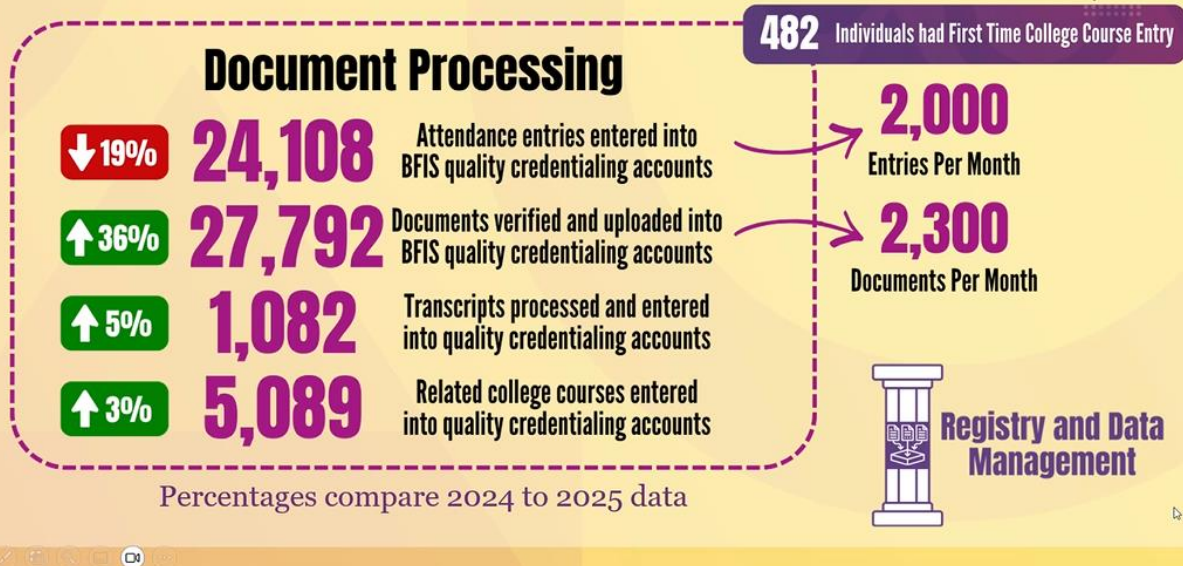 482 Individuals had First Time College Course Entry
Document Processing
19%
24,108
Attendance entries entered into
BFIS quality credentialing accounts
2,000
Entries Per Month
36%
27,792
Documents verified and uploaded into
BFIS quality credentialing accounts
2,300
Documents Per Month
5%
1,082
Transcripts processed and entered
into quality credentialing accounts
3%
5,089
Related college courses entered
into quality credentialing accounts
Registry and Data
Management
Percentages compare 2024 to 2025 data